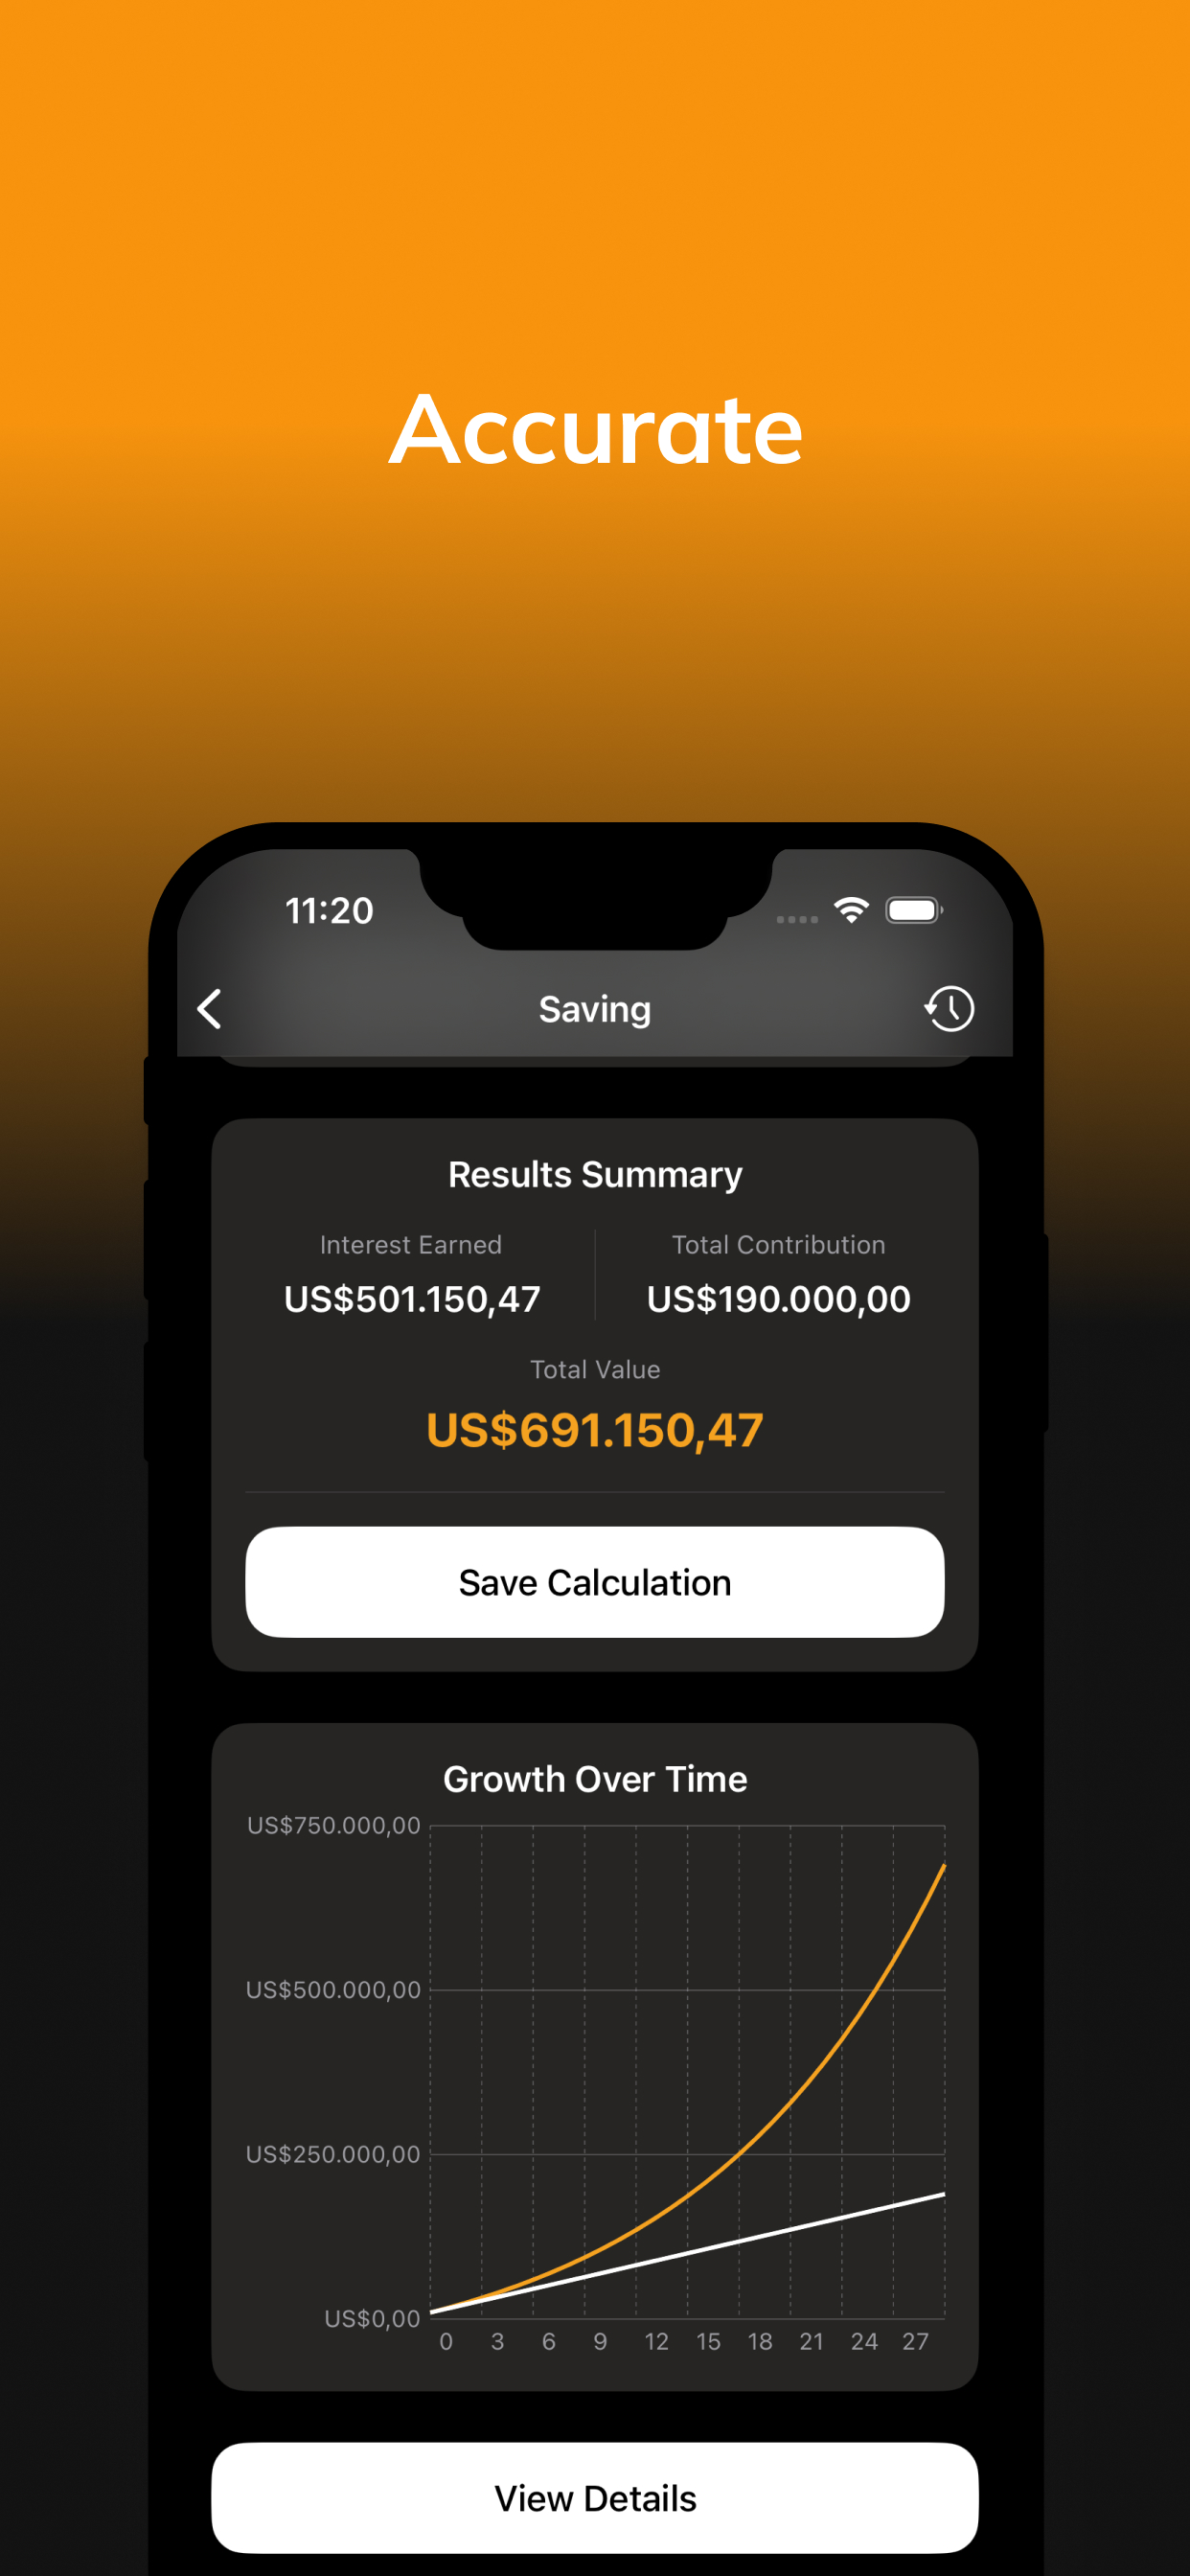 Accurate
11:20
Saving
Results Summary
Interest Earned Total Contribution
US$501.150,47 US$190.000,00
Total Value
US$691.150,47
Save Calculation
Growth Over Time
US$750.000,00
US$500.000,00
US$250.000,00
US$0,00
0 3 6 9 12 15 18 21 24 27
View Details